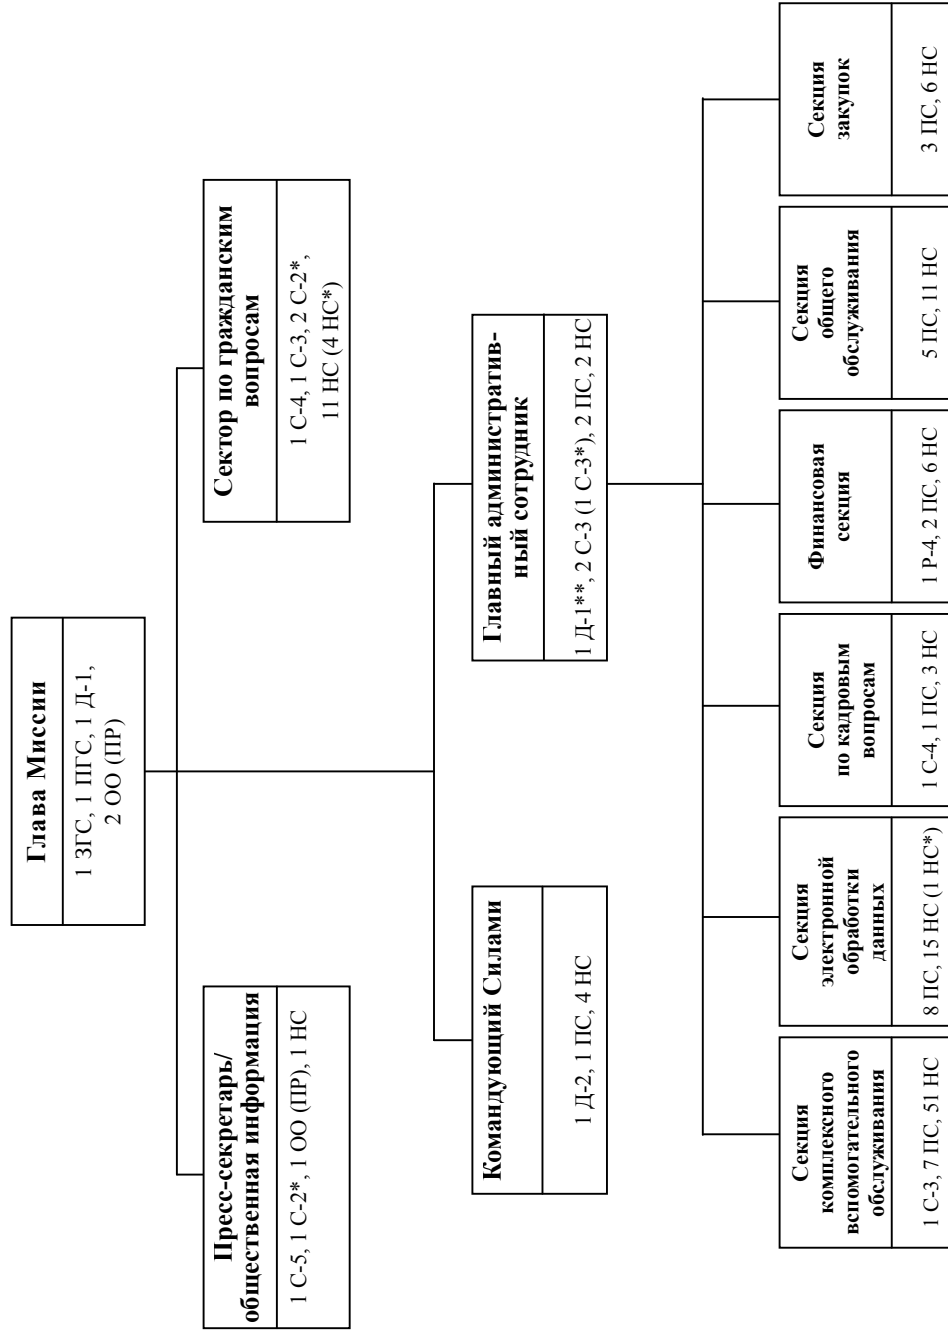 Глава Миссии
1 ЗГС, 1 ПГС, 1 Д-1,
2 ОО (ПР)
Пресс-секретарь/
общественная информация
1 С-5, 1 С-2*, 1 ОО (ПР), 1 НС
Сектор по гражданским
вопросам
1 С-4, 1 С-3, 2 С-2*,
11 НС (4 НС*)
Командующий Силами
1 Д-2, 1 ПС, 4 НС
Главный административ-
ный сотрудник
1 Д-1**, 2 С-3 (1 С-3*), 2 ПС, 2 НС
Секция
комплексного
вспомогательного
обслуживания
1 С-3, 7 ПС, 51 НС
Секция
электронной
обработки
данных
8 ПС, 15 НС (1 НС*)
Секция
по кадровым
вопросам
1 С-4, 1 ПС, 3 НС
Финансовая
секция
1 Р-4, 2 ПС, 6 НС
Секция
общего
обслуживания
5 ПС, 11 НС
Секция
закупок
3 ПС, 6 НС